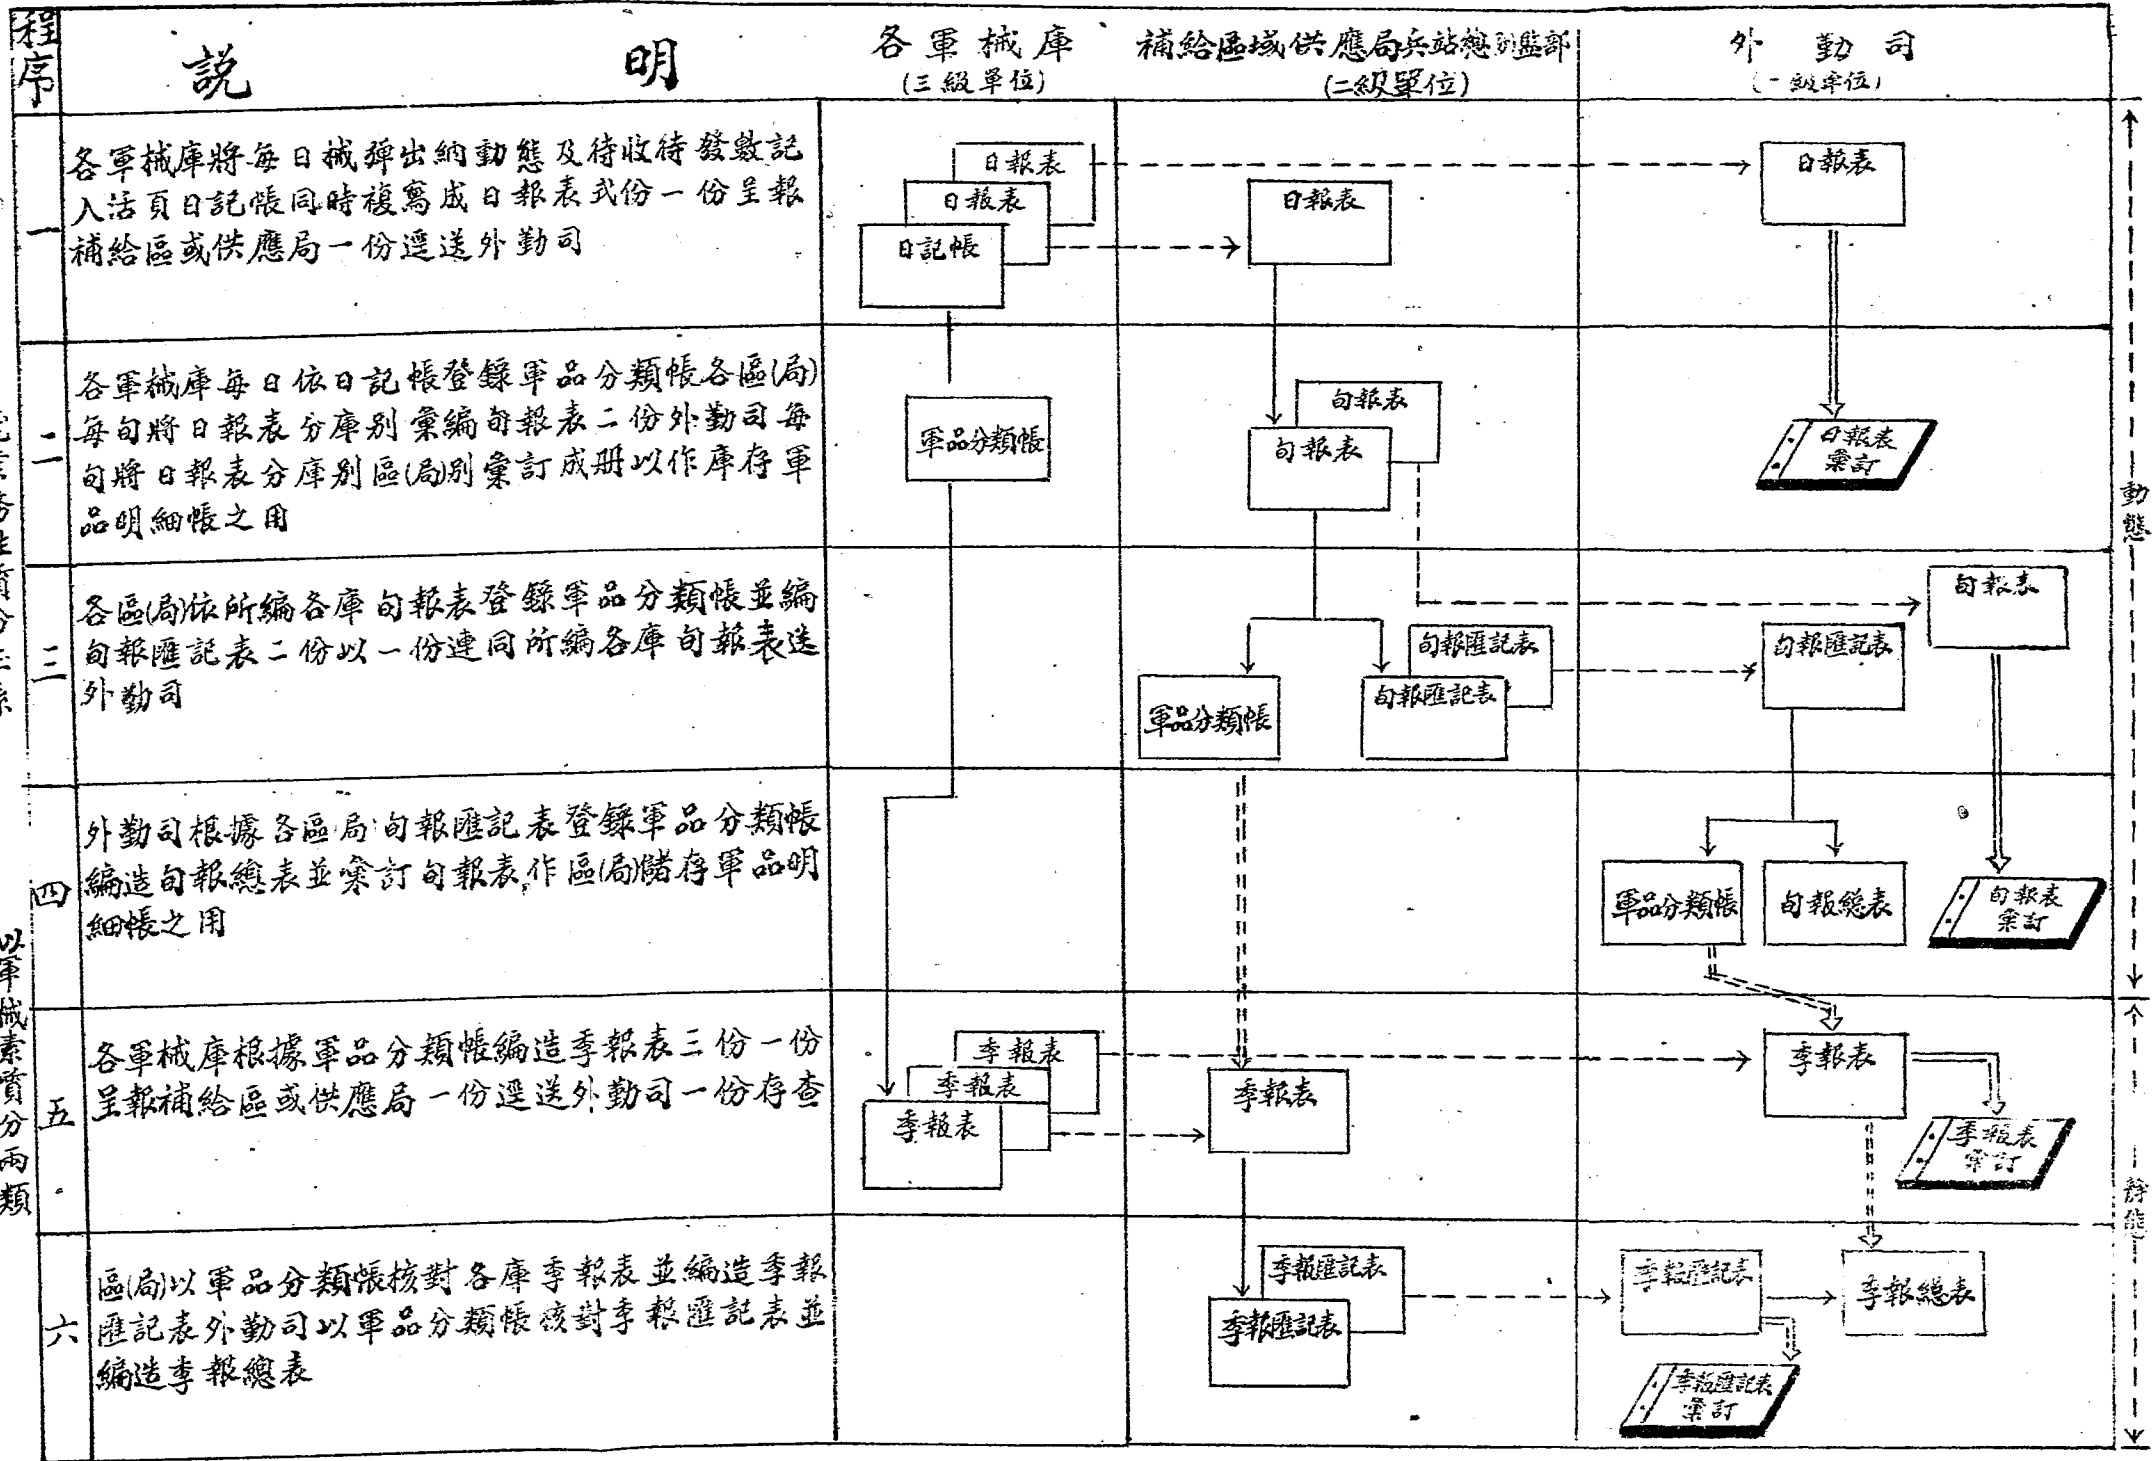 程序
說明
各軍械庫
(三級單位)
補給區域供應局兵站總監部
(二級單位)
外勤司
(一級單位)
一
各軍械庫將每日械彈出納動態及待收待發數記
入活頁日記帳同時複寫成日報表弍份一份呈報
補給區或供應局一份逕送外勤司
日報表
日報表
日記帳
日報表
日報表
二
各軍械庫每日依日記帳登錄軍品分類帳各區(局)
每旬將日報表分庫別彙編旬報表二份外勤司每
旬將日報表分庫別區(局)別彙訂成册以作庫存軍
品明細帳之用
軍品分類帳
旬報表
旬報表
日報表
彙訂
三
各區(局)依所編各庫旬報表登錄軍品分類帳並編
旬報匯記表二份以一份連同所編各庫旬報表送
外勤司
軍品分類帳
旬報匯記表
旬報匯記表
旬報匯記表
旬報表
四
外勤司根據各區(局)旬報匯記表登錄軍品分類帳
編造旬報總表並彙訂旬報表作區(局)儲存軍品明
細帳之用
軍品分類帳
旬報總表
旬報表
彙訂
五
各軍械庫根據軍品分類帳編造季報表三份一份
呈報補給區或供應局一份逕送外勤司一份存查
季報表
季報表
季報表
季報表
季報表
季報表
彙訂
六
區(局)以軍品分類帳核對各庫季報表並編造季報
匯記表外勤司以軍品分類帳核對季報匯記表並
編造季報總表
季報匯記表
季報匯記表
季報匯記表
季報總表
季報匯記表
彙訂
動態
靜態
以軍械素質分兩類